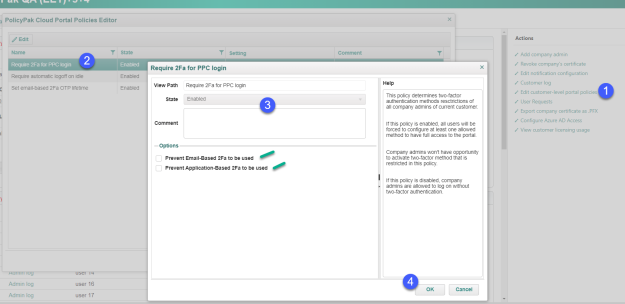 PolicyPak Cloud Portal Policies Editor
×
Edit
Name
State
Setting
Comment
Require 2Fa for PPC login
Enabled
2
Require automatic logoff on idle
Enabled
Set email-based 2Fa OTP lifetime
Enabled
Actions
Add company admin
Revoke company's certificate
Edit notification configuration
Customer log
Edit customer-level portal policies
1
User Requests
Export company certificate as .PFX
Configure Azure AD Access
View customer licensing usage
Require 2Fa for PPC login
×
View Path
Require 2Fa for PPC login
State
Enabled
3
Comment
Options
Prevent Email-Based 2Fa to be used
Prevent Application-Based 2Fa to be used
Help
This policy determines two-factor
authentication methods restrictions of
all company admins of current customer.
If this policy is enabled, all users will be
forced to configure at least one allowed
method to have full access to the portal.
Company admins won't have opportunity
to activate two-factor method that is
restricted in this policy.
If this policy is disabled, company
admins are allowed to log on without
two-factor authentication.
4
OK
Cancel
Admin log
Admin log
user 16
Admin log
user 17